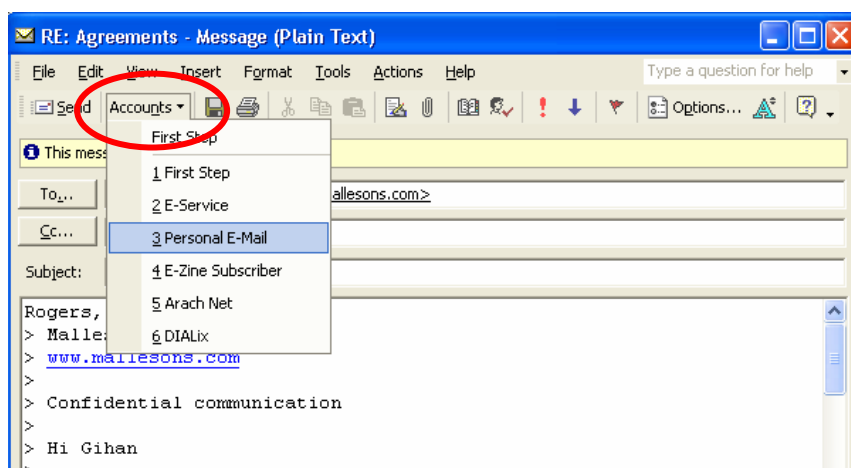 RE: Agreements - Message (Plain Text)
File Edit View Insert Format Tools Actions Help Type a question for help
Send Accounts Options...
First Step
This mess
1 First Step
To... allesons.com>
2 E-Service
Cc...
3 Personal E-Mail
Subject:
4 E-Zine Subscriber
5 Arach Net
Rogers,
6 DIALix
> Malle
> www.mallesons.com
>
> Confidential communication
>
> Hi Gihan